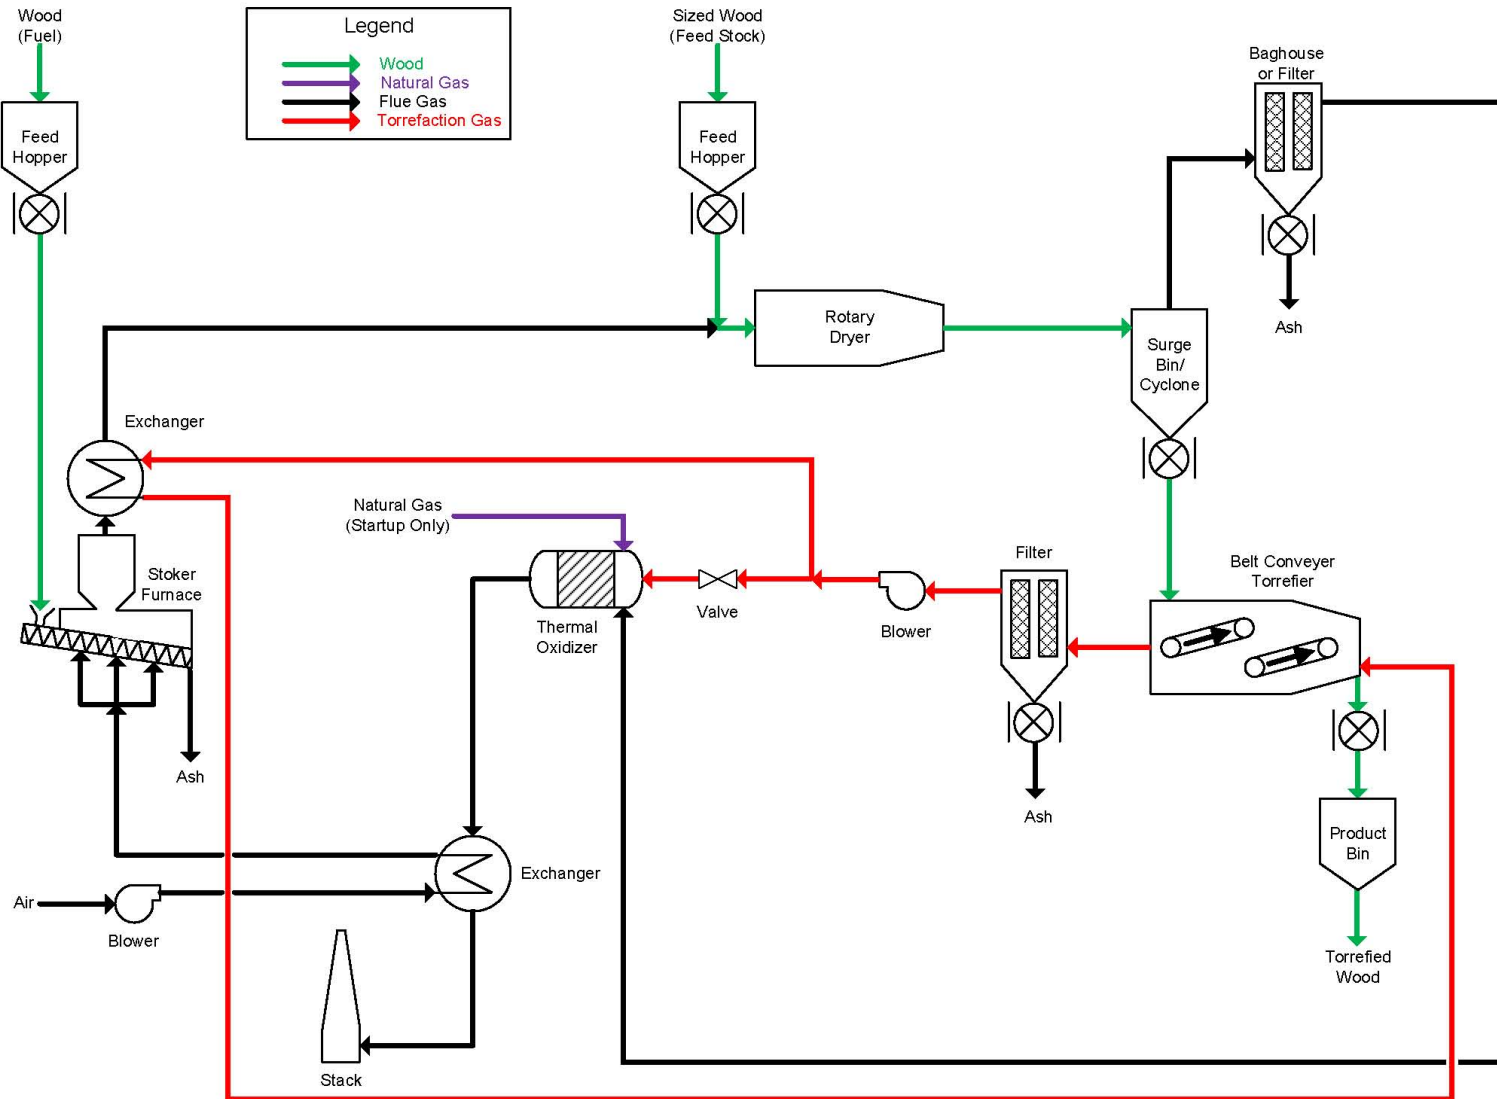 Wood
(Fuel)
Legend
Wood
Natural Gas
Flue Gas
Torrefaction Gas
Sized Wood
(Feed Stock)
Baghouse
or Filter
Feed
Hopper
Feed
Hopper
Ash
Rotary
Dryer
Surge
Bin/
Cyclone
Exchanger
Natural Gas
(Startup Only)
Stoker
Furnace
Thermal
Oxidizer
Valve
Blower
Filter
Belt Conveyer
Torrefier
Ash
Ash
Product
Bin
Exchanger
Air
Blower
Torrefied
Wood
Stack